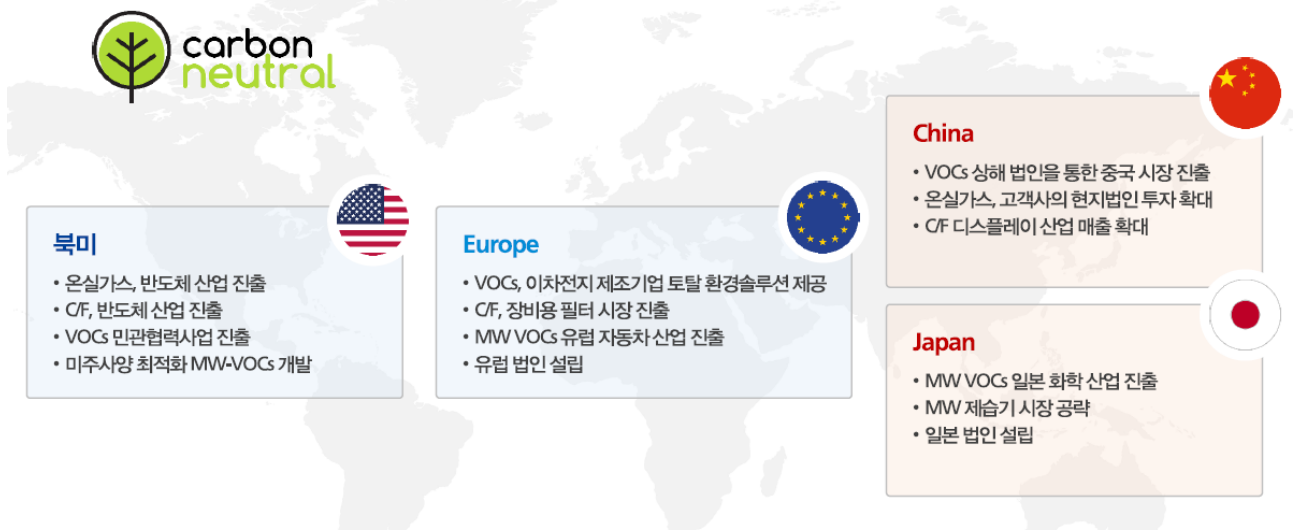 carbon
neutral
북미
• 온실가스, 반도체 산업 진출
• C/F, 반도체 산업 진출
• VOCs 민관협력사업 진출
• 미주사양 최적화 MW-VOCs 개발
Europe
• VOCs, 이차전지 제조기업 토탈 환경솔루션 제공
• C/F, 장비용 필터 시장 진출
• MW VOCs 유럽 자동차 산업 진출
• 유럽 법인 설립
China
• VOCs 상해 법인을 통한 중국 시장 진출
• 온실가스, 고객사의 현지법인 투자 확대
• C/F 디스플레이 산업 매출 확대
Japan
• MW VOCs 일본 화학 산업 진출
• MW 제습기 시장 공략
• 일본 법인 설립